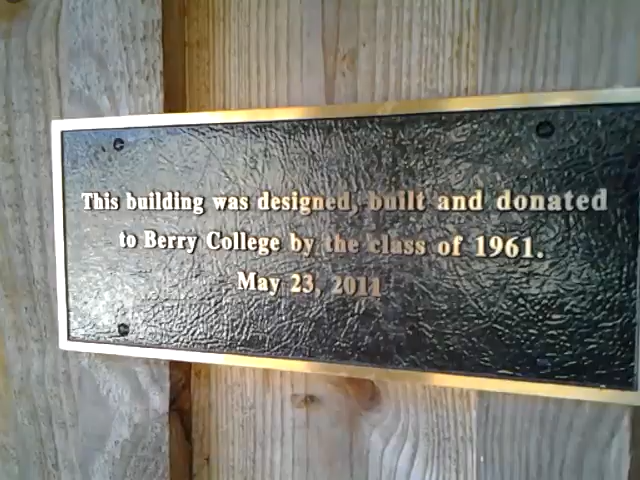 This building was designed, built and donated
to Berry College by the class of 1961.
May 23, 2011